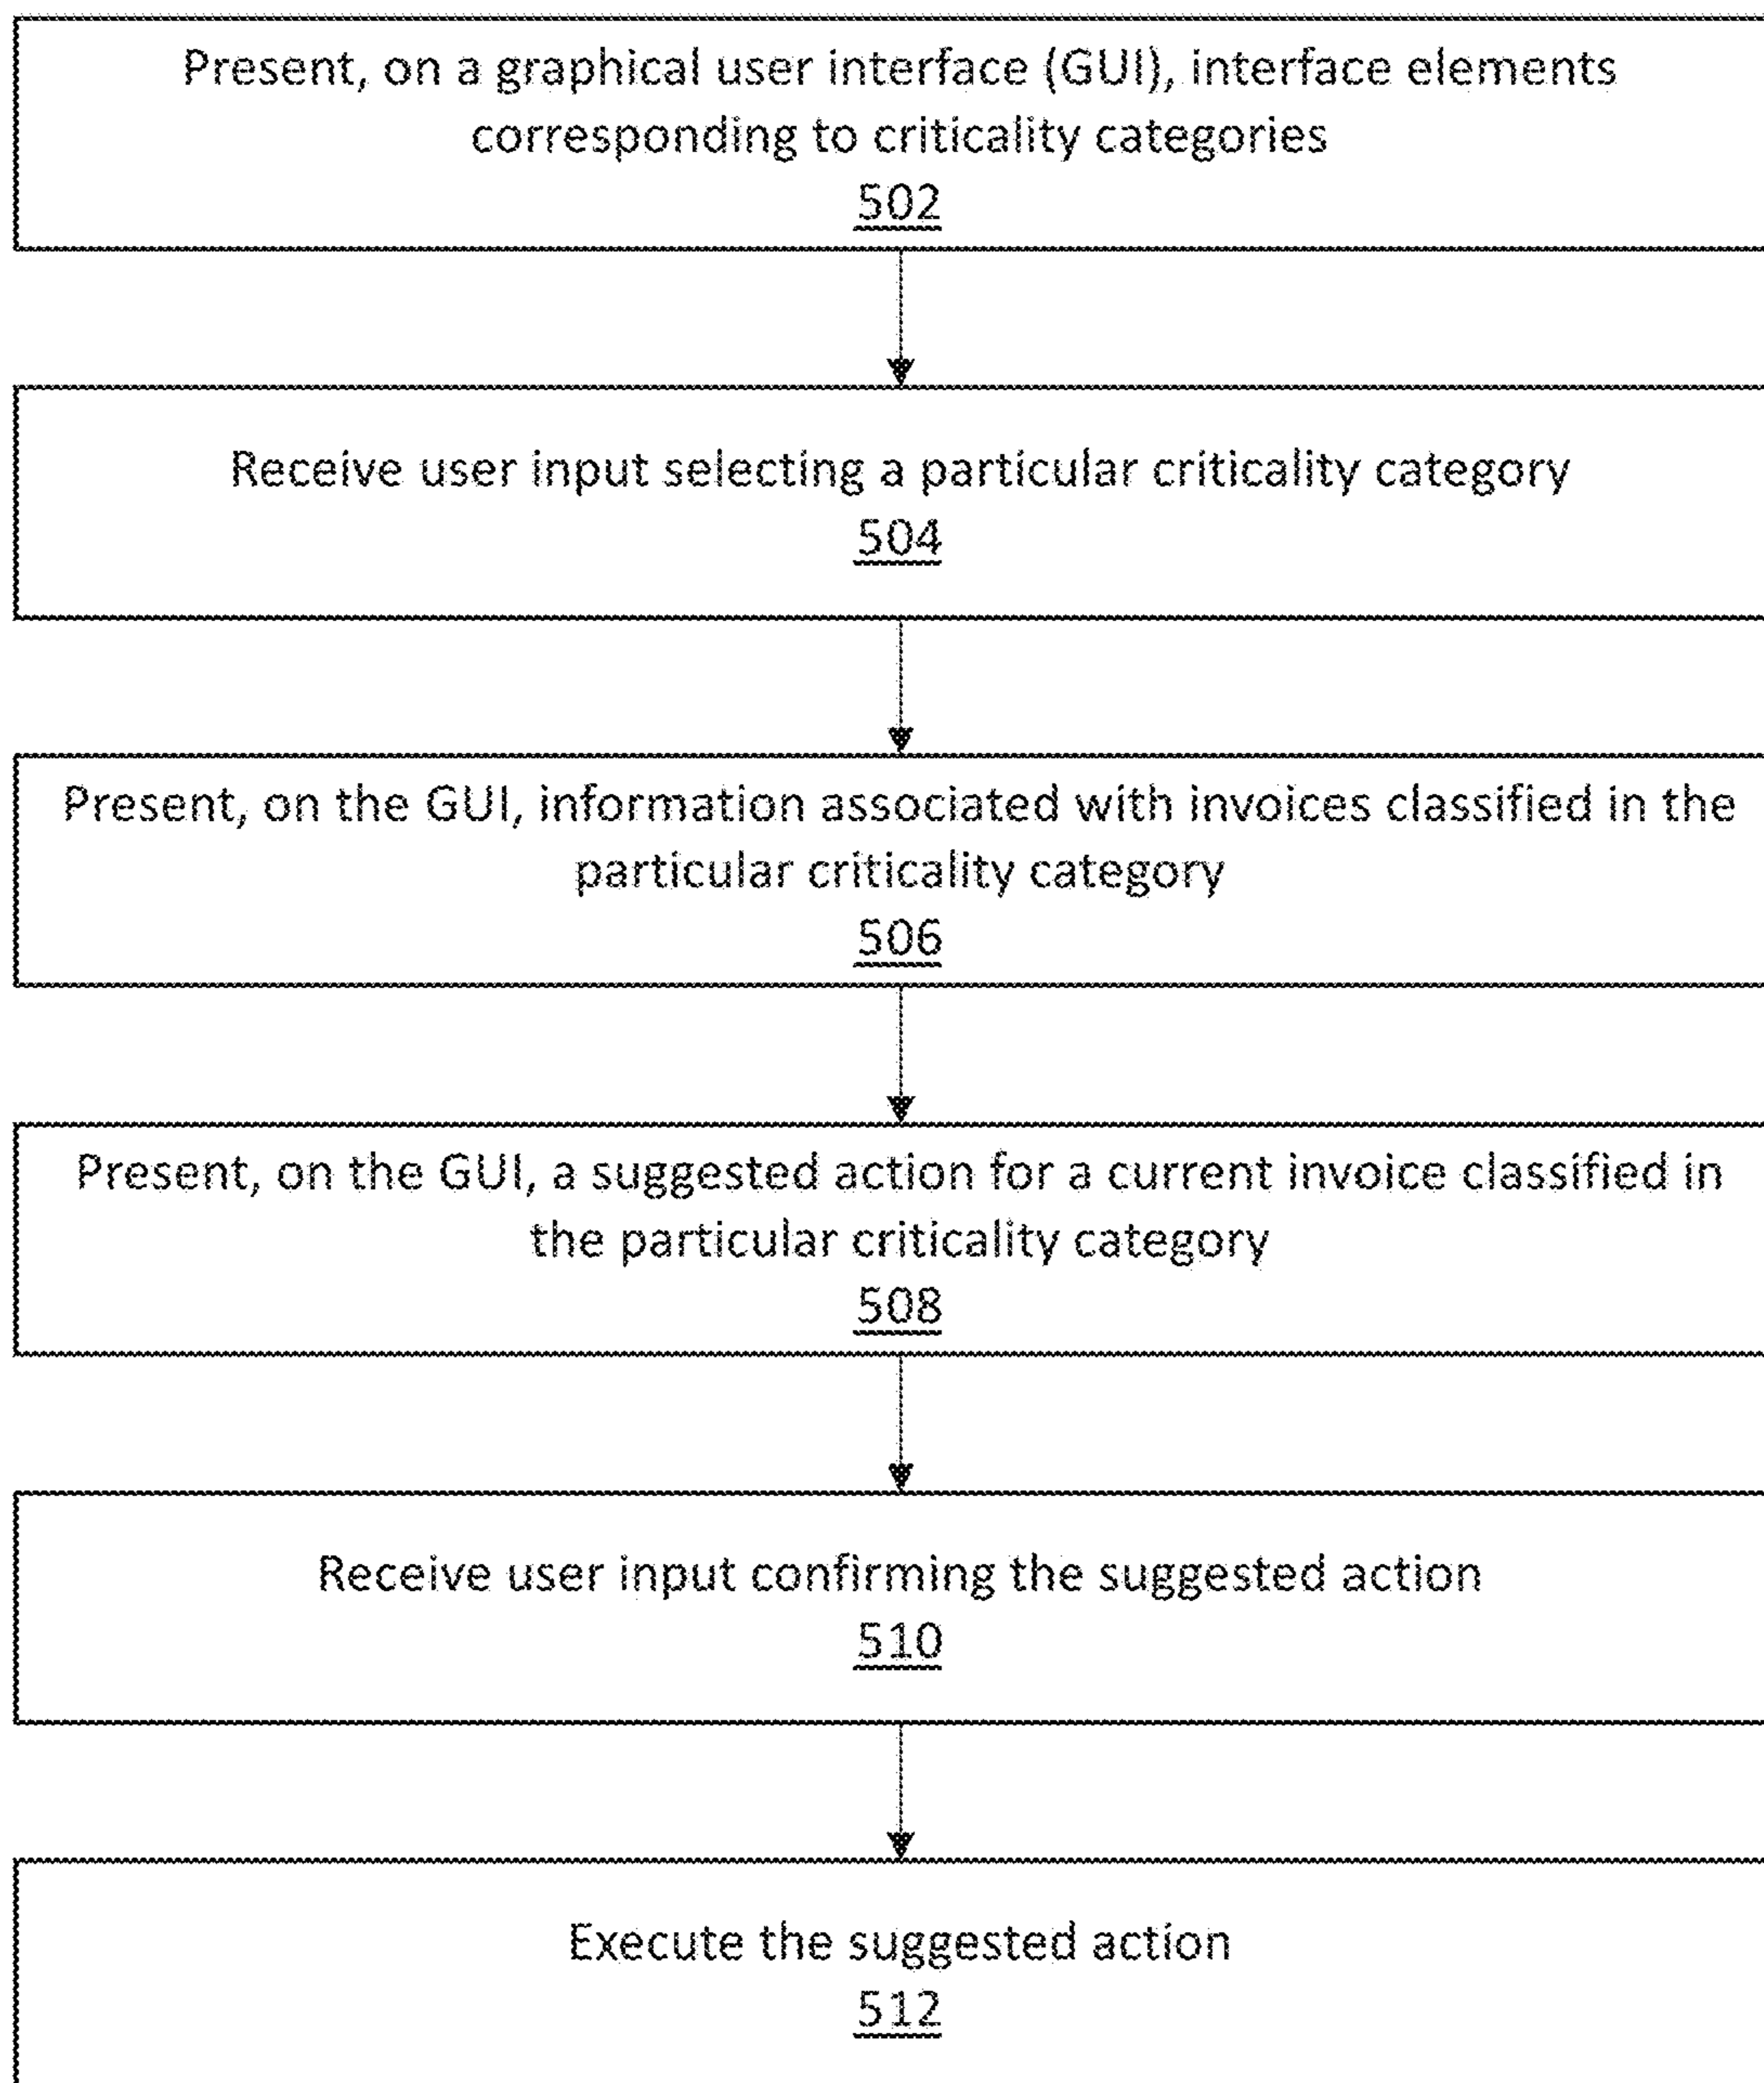 Present, on a graphical user interface (GUI), interface elements
corresponding to criticality categories
502
Receive user input selecting a particular criticality category
504
Present, on the GUI, information associated with invoices classified in the
particular criticality category
506
Present, on the GUI, a suggested action for a current invoice classified in
the particular criticality category
508
Receive user input confirming the suggested action
510
Execute the suggested action
512